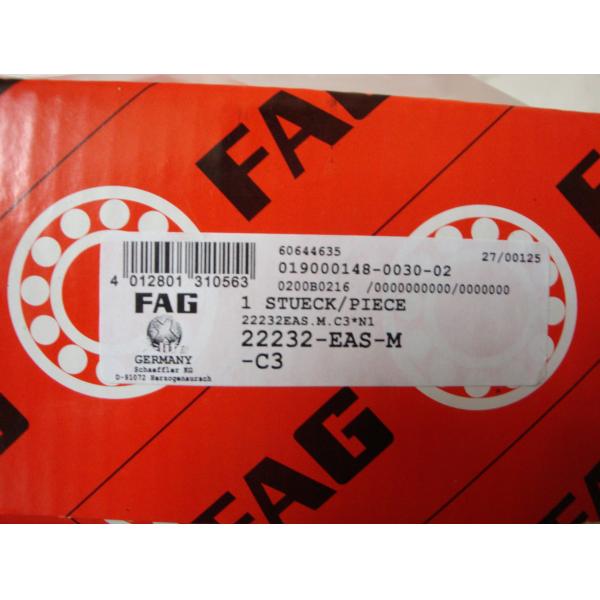 FAG
60644635
27/00125
019000148-0030-02
4 012801 310563
0200B0216 /0000000000/0000000
FAG
1 STUECK/PIECE
22232EAS.M.C3*N1
22232-EAS-M
-C3
GERMANY
Schaeffler KG
D-91072 Herzogenaurach
FAG